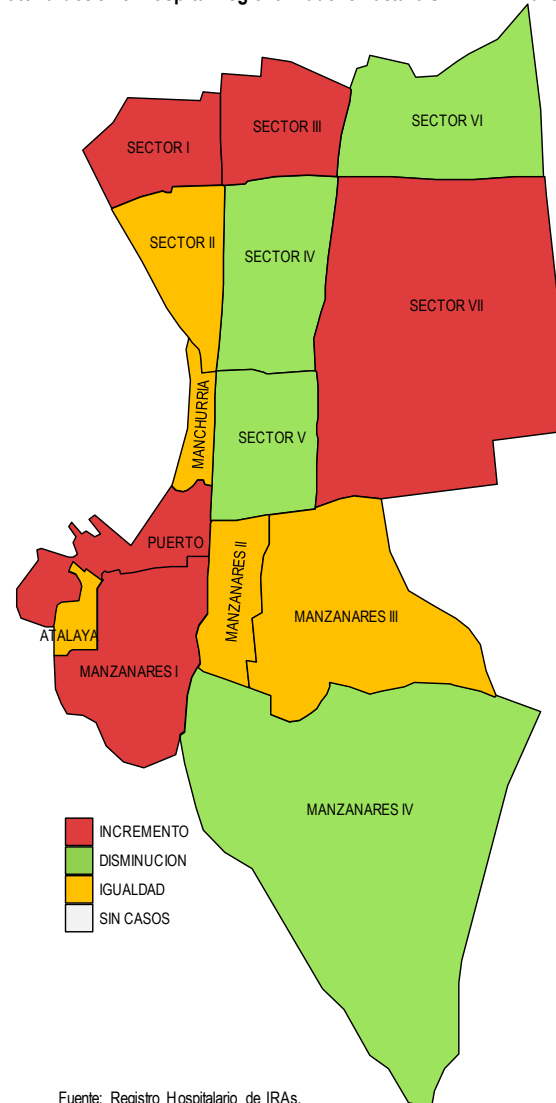 SECTOR VI
SECTOR III
SECTOR I
SECTOR II
SECTOR IV
SECTOR VII
MANCHURRIA
SECTOR V
PUERTO
MANZANARES II
MANZANARES III
ATALAYA
MANZANARES I
MANZANARES IV
INCREMENTO
DISMINUCION
IGUALDAD
SIN CASOS
Fuente: Registro Hospitalario de IRAs.